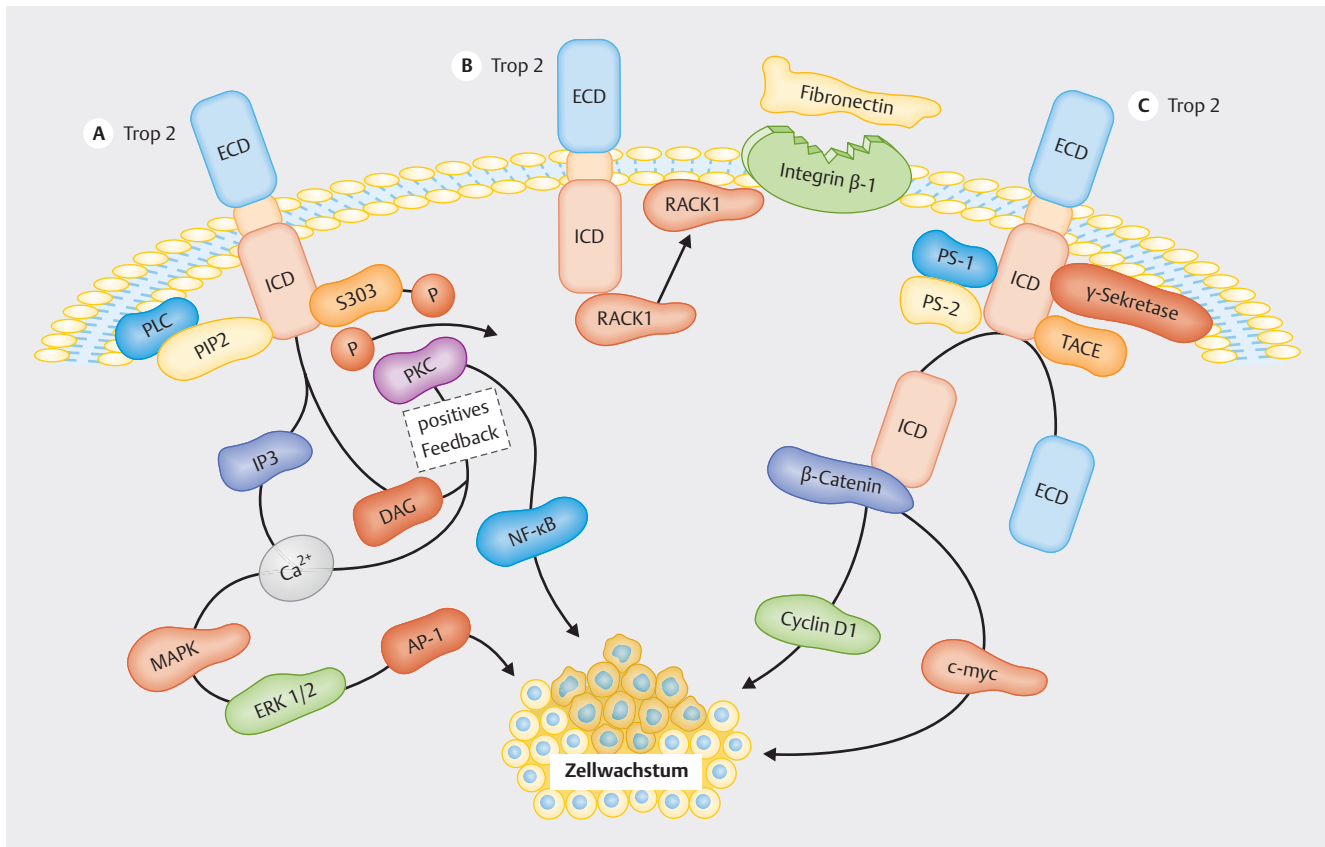 A Trop 2
ECD
ICD
S303
P
P
PLC
PIP2
PKC
positives
Feedback
IP3
DAG
NF-κB
Ca²⁺
MAPK
ERK 1/2
AP-1
B Trop 2
ECD
ICD
RACK1
RACK1
Fibronectin
Integrin β-1
C Trop 2
ECD
ICD
PS-1
PS-2
γ-Sekretase
TACE
ICD
β-Catenin
ECD
Cyclin D1
c-myc
Zellwachstum